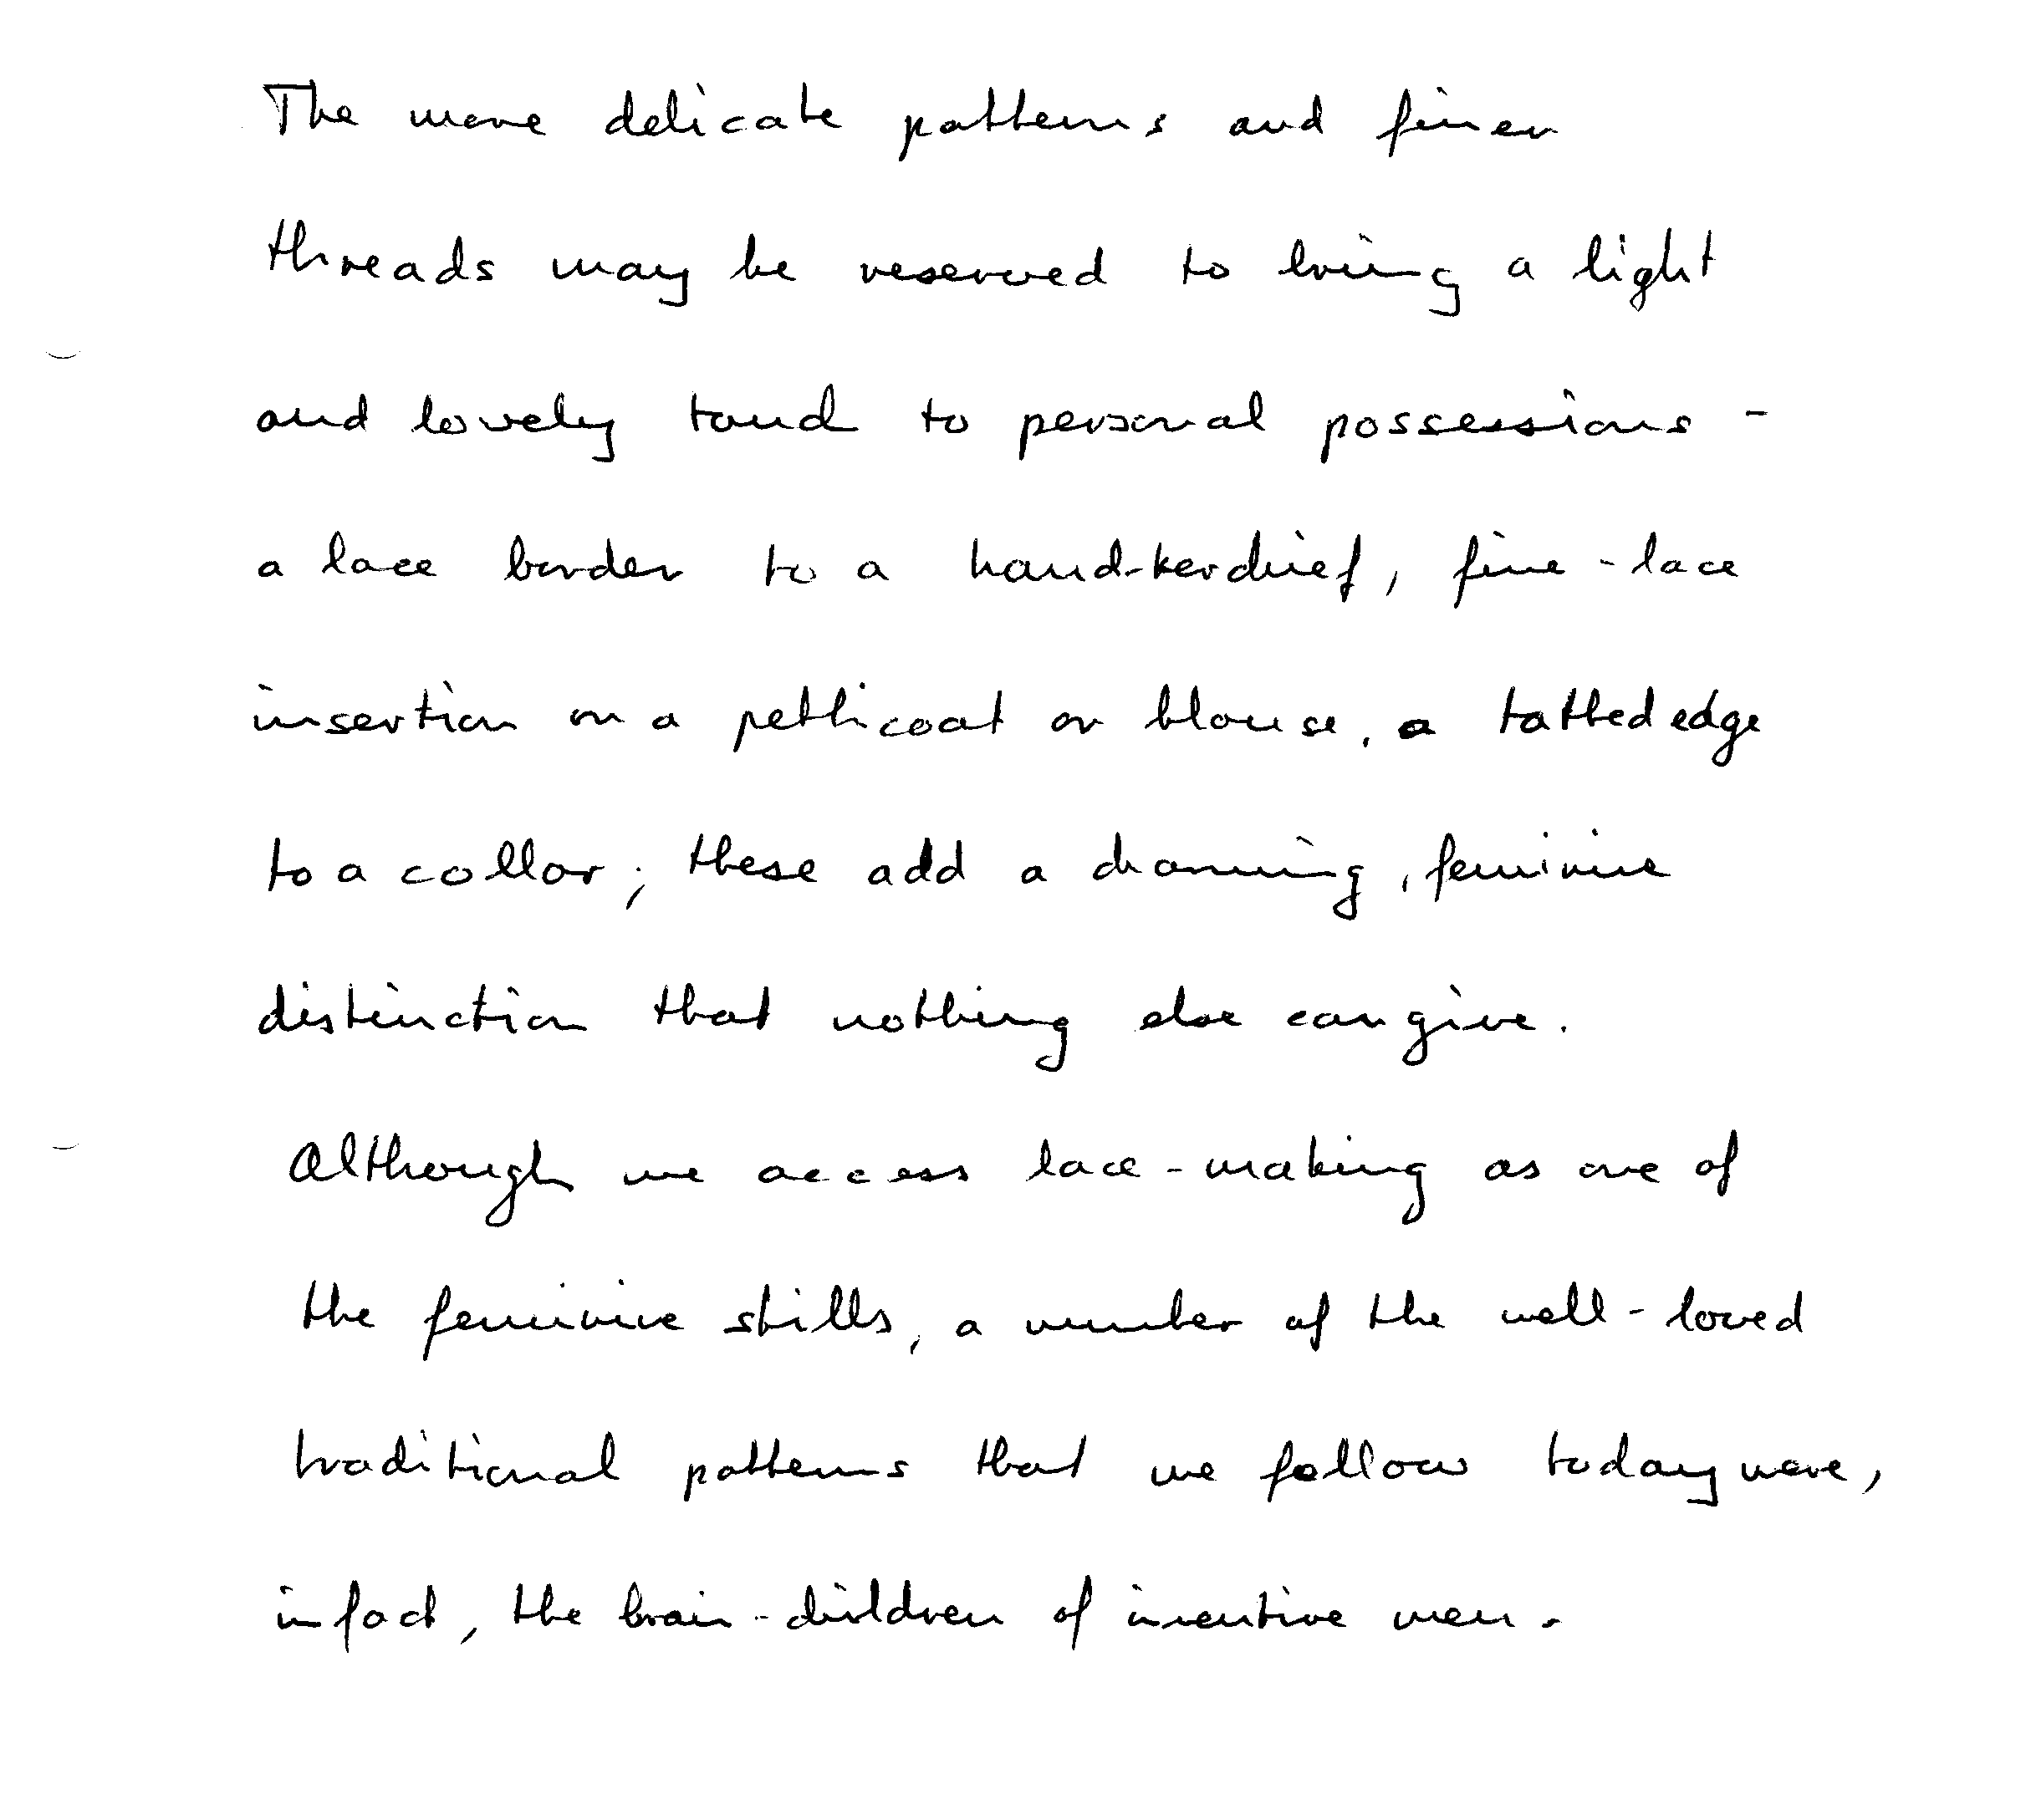 The more delicate patterns and finer
threads may be reserved to bring a light
and lovely toud to personal possessions -
a lace border to a hand-kerchief, fine - lace
insertion on a petticoat or blouse, a tatted edge
to a collar; these add a charming, feminine
distinction that nothing else can give.
Although we access lace - making as one of
the feminine skills, a number of the well - loved
traditional patterns that we follow today were,
in fact, the brain - children of inventive men.